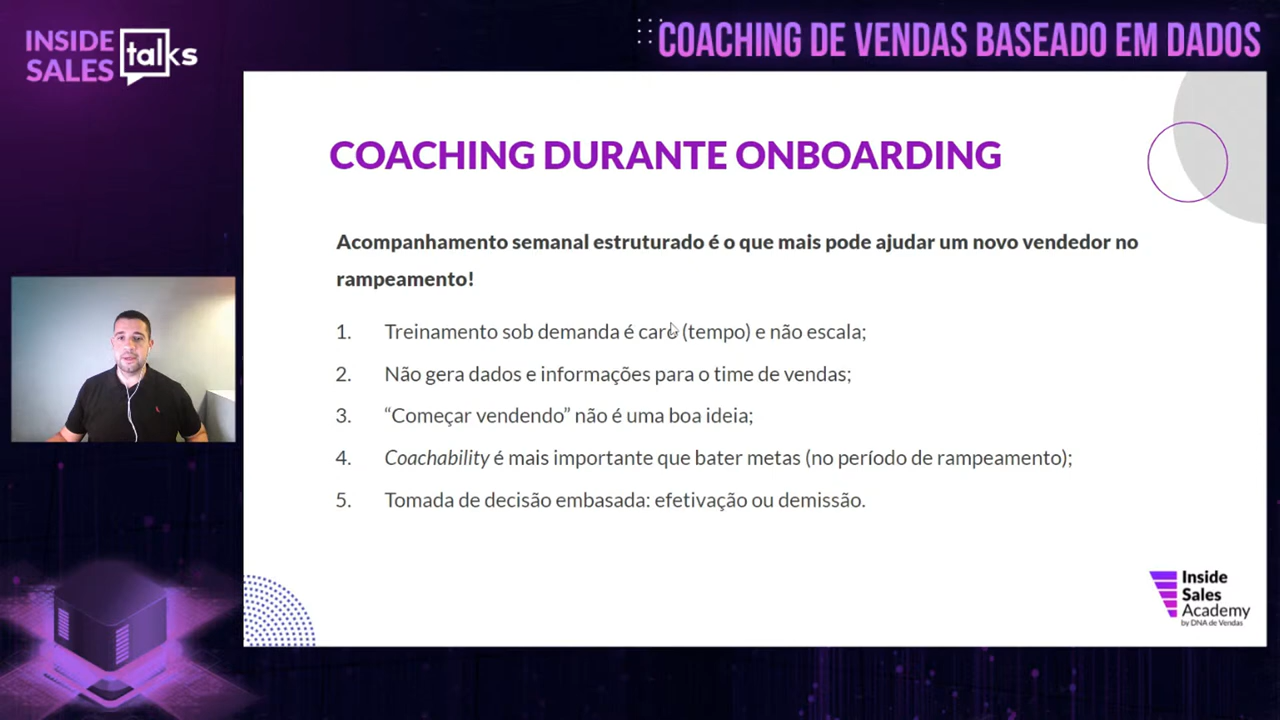 INSIDE
SALES
talks
COACHING DE VENDAS BASEADO EM DADOS
COACHING DURANTE ONBOARDING
Acompanhamento semanal estruturado é o que mais pode ajudar um novo vendedor no
rampeamento!
1. Treinamento sob demanda é caro (tempo) e não escala;
2. Não gera dados e informações para o time de vendas;
3. “Começar vendendo” não é uma boa ideia;
4. Coachability é mais importante que bater metas (no período de rampeamento);
5. Tomada de decisão embasada: efetivação ou demissão.
Inside
Sales
Academy
by DNA de Vendas